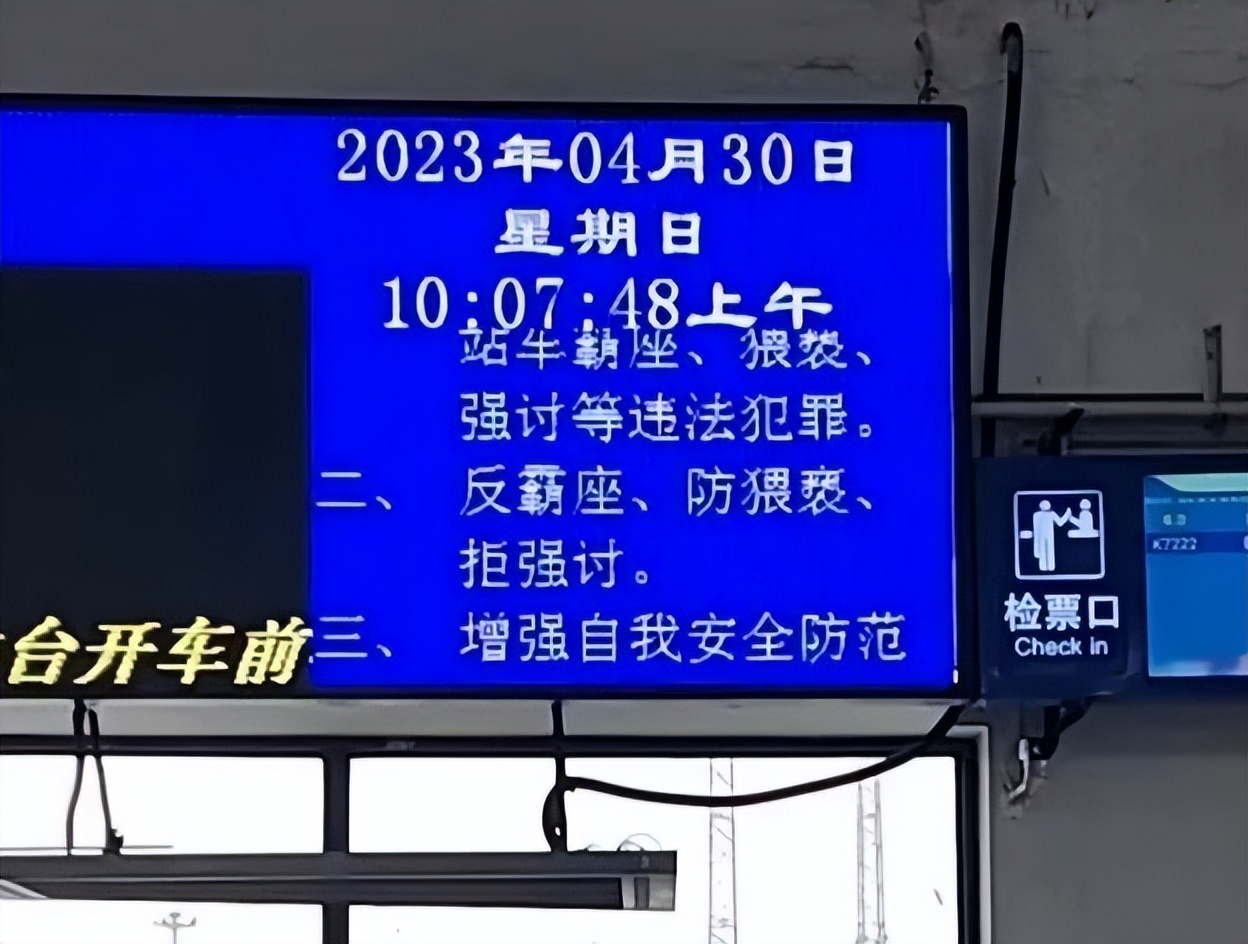 2023年04月30日
星期日
10:07:48上午
站车霸座、猥亵、
强讨等违法犯罪。
二、 反霸座、防猥亵、
拒强讨。
三、 增强自我安全防范
台开车前
检票口
Check in
K7222